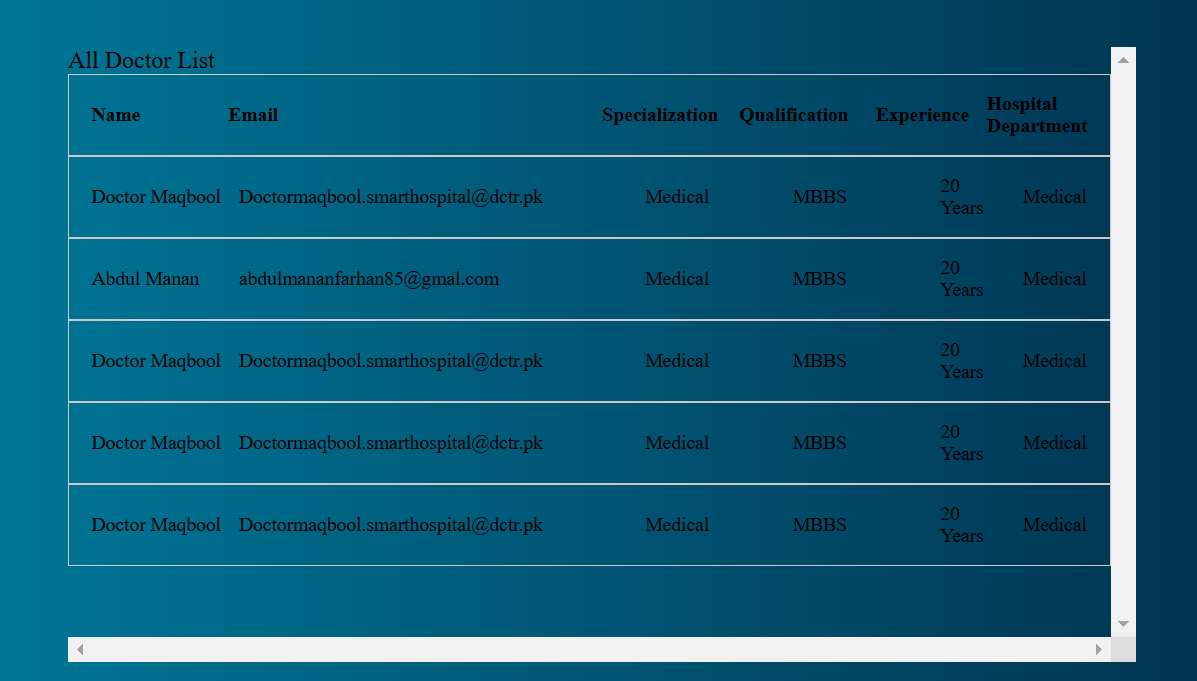 All Doctor List
Name Email Specialization Qualification Experience Hospital Department
Doctor Maqbool Doctormaqbool.smarthospital@dctr.pk Medical MBBS 20 Years Medical
Abdul Manan abdulmananfarhan85@gmal.com Medical MBBS 20 Years Medical
Doctor Maqbool Doctormaqbool.smarthospital@dctr.pk Medical MBBS 20 Years Medical
Doctor Maqbool Doctormaqbool.smarthospital@dctr.pk Medical MBBS 20 Years Medical
Doctor Maqbool Doctormaqbool.smarthospital@dctr.pk Medical MBBS 20 Years Medical